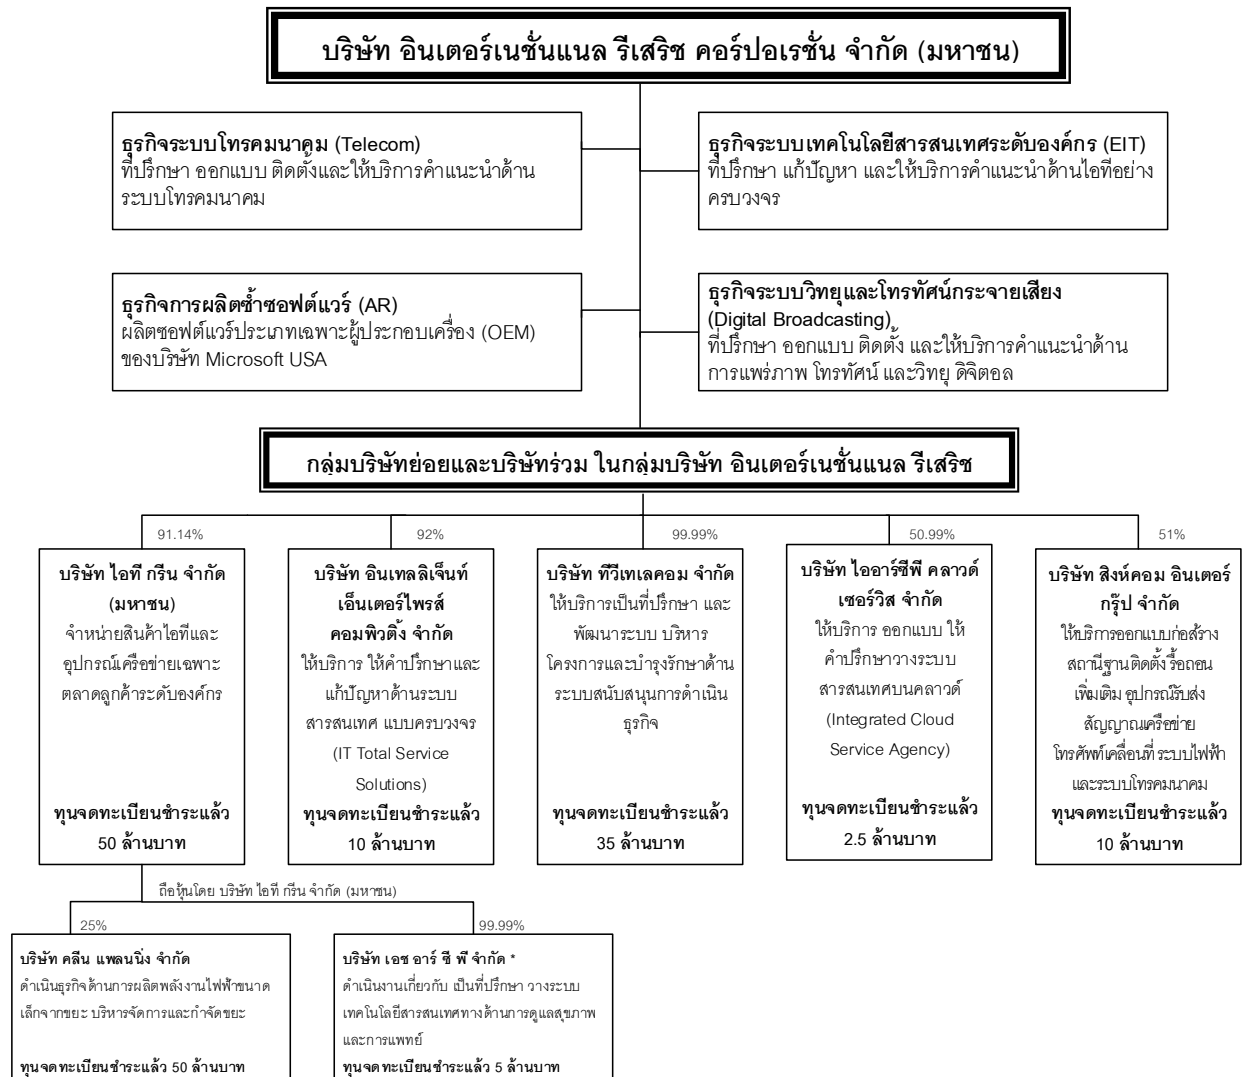 บริษัท อินเตอร์เนชั่นแนล รีเสริช คอร์ปอเรชั่น จำกัด (มหาชน)
ธุรกิจระบบโทรคมนาคม (Telecom)
ที่ปรึกษา ออกแบบ ติดตั้งและให้บริการคำแนะนำด้าน
ระบบโทรคมนาคม
ธุรกิจระบบเทคโนโลยีสารสนเทศระดับองค์กร (EIT)
ที่ปรึกษา แก้ปัญหา และให้บริการคำแนะนำด้านไอทีอย่าง
ครบวงจร
ธุรกิจการผลิตซ้ำซอฟต์แวร์ (AR)
ผลิตซอฟต์แวร์ประเภทเฉพาะผู้ประกอบเครื่อง (OEM)
ของบริษัท Microsoft USA
ธุรกิจระบบวิทยุและโทรทัศน์กระจายเสียง
(Digital Broadcasting)
ที่ปรึกษา ออกแบบ ติดตั้ง และให้บริการคำแนะนำด้าน
การแพร่ภาพ โทรทัศน์ และวิทยุ ดิจิตอล
กลุ่มบริษัทย่อยและบริษัทร่วม ในกลุ่มบริษัท อินเตอร์เนชั่นแนล รีเสริช
91.14%
บริษัท ไอที กรีน จำกัด
(มหาชน)
จำหน่ายสินค้าไอทีและ
อุปกรณ์เครือข่ายเฉพาะ
ตลาดลูกค้าระดับองค์กร
ทุนจดทะเบียนชำระแล้ว
50 ล้านบาท
92%
บริษัท อินเทลลิเจ็นท์
เอ็นเตอร์ไพรส์
คอมพิวติ้ง จำกัด
ให้บริการ ให้คำปรึกษาและ
แก้ปัญหาด้านระบบ
สารสนเทศ แบบครบวงจร
(IT Total Service
Solutions)
ทุนจดทะเบียนชำระแล้ว
10 ล้านบาท
99.99%
บริษัท ทีวีเทเลคอม จำกัด
ให้บริการเป็นที่ปรึกษา และ
พัฒนาระบบ บริหาร
โครงการและบำรุงรักษาด้าน
ระบบสนับสนุนการดำเนิน
ธุรกิจ
ทุนจดทะเบียนชำระแล้ว
35 ล้านบาท
50.99%
บริษัท ไออาร์ซีพี คลาวด์
เซอร์วิส จำกัด
ให้บริการ ออกแบบ ให้
คำปรึกษาวางระบบ
สารสนเทศบนคลาวด์
(Integrated Cloud
Service Agency)
ทุนจดทะเบียนชำระแล้ว
2.5 ล้านบาท
51%
บริษัท สิงห์คอม อินเตอร์
กรุ๊ป จำกัด
ให้บริการออกแบบก่อสร้าง
สถานีฐาน ติดตั้ง รื้อถอน
เพิ่มเติม อุปกรณ์รับส่ง
สัญญาณเครือข่าย
โทรศัพท์เคลื่อนที่ ระบบไฟฟ้า
และระบบโทรคมนาคม
ทุนจดทะเบียนชำระแล้ว
10 ล้านบาท
ถือหุ้นโดย บริษัท ไอที กรีน จำกัด (มหาชน)
25%
บริษัท คลีน แพลนนิ่ง จำกัด
ดำเนินธุรกิจด้านการผลิตพลังงานไฟฟ้าขนาด
เล็กจากขยะ บริหารจัดการและกำจัดขยะ
ทุนจดทะเบียนชำระแล้ว 50 ล้านบาท
99.99%
บริษัท เอช อาร์ ซี พี จำกัด *
ดำเนินงานเกี่ยวกับ เป็นที่ปรึกษา วางระบบ
เทคโนโลยีสารสนเทศทางด้านการดูแลสุขภาพ
และการแพทย์
ทุนจดทะเบียนชำระแล้ว 5 ล้านบาท